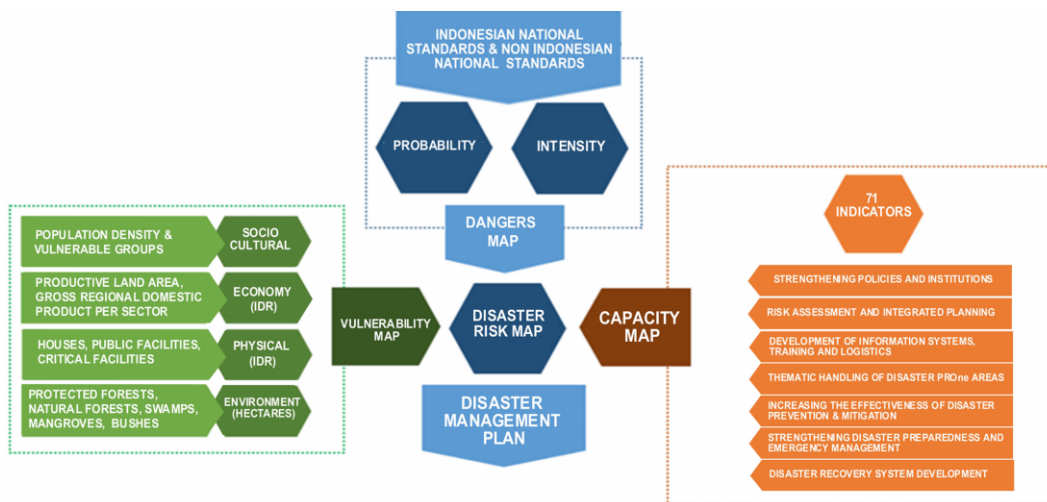 INDONESIAN NATIONAL
STANDARDS & NON INDONESIAN
NATIONAL STANDARDS
PROBABILITY
INTENSITY
DANGERS
MAP
POPULATION DENSITY &
VULNERABLE GROUPS
SOCIO
CULTURAL
PRODUCTIVE LAND AREA,
GROSS REGIONAL DOMESTIC
PRODUCT PER SECTOR
ECONOMY
(IDR)
HOUSES, PUBLIC FACILITIES,
CRITICAL FACILITIES
PHYSICAL
(IDR)
PROTECTED FORESTS,
NATURAL FORESTS, SWAMPS,
MANGROVES, BUSHES
ENVIRONMENT
(HECTARES)
VULNERABILITY
MAP
DISASTER
RISK MAP
CAPACITY
MAP
DISASTER
MANAGEMENT
PLAN
71
INDICATORS
STRENGTHENING POLICIES AND INSTITUTIONS
RISK ASSESSMENT AND INTEGRATED PLANNING
DEVELOPMENT OF INFORMATION SYSTEMS,
TRAINING AND LOGISTICS
THEMATIC HANDLING OF DISASTER PROne AREAS
INCREASING THE EFFECTIVENESS OF DISASTER
PREVENTION & MITIGATION
STRENGTHENING DISASTER PREPAREDNESS AND
EMERGENCY MANAGEMENT
DISASTER RECOVERY SYSTEM DEVELOPMENT